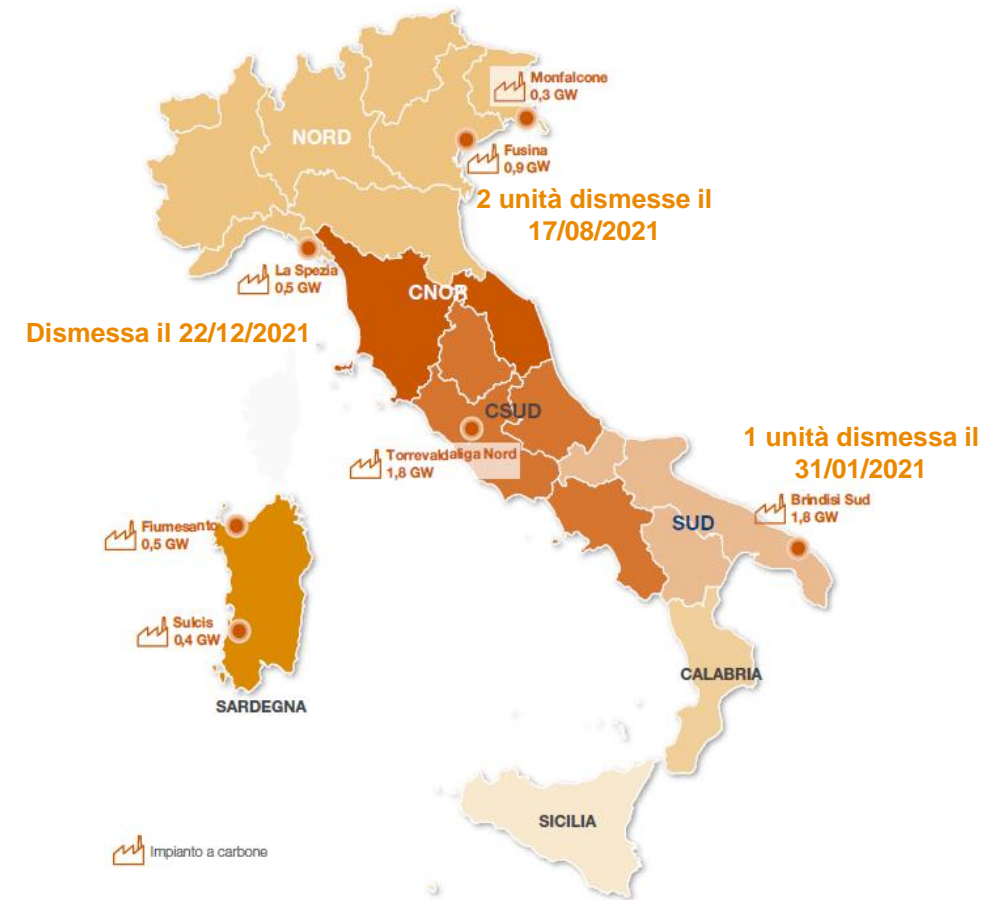 Monfalcone
0,3 GW
NORD
Fusina
0,9 GW
2 unità dismesse il
17/08/2021
La Spezia
0,5 GW
CNOR
Dismessa il 22/12/2021
CSUD
Torrevaldaliga Nord
1,8 GW
1 unità dismessa il
31/01/2021
Brindisi Sud
1,8 GW
SUD
Fiumesanto
0,5 GW
Sulcis
0,4 GW
CALABRIA
SARDEGNA
SICILIA
Impianto a carbone